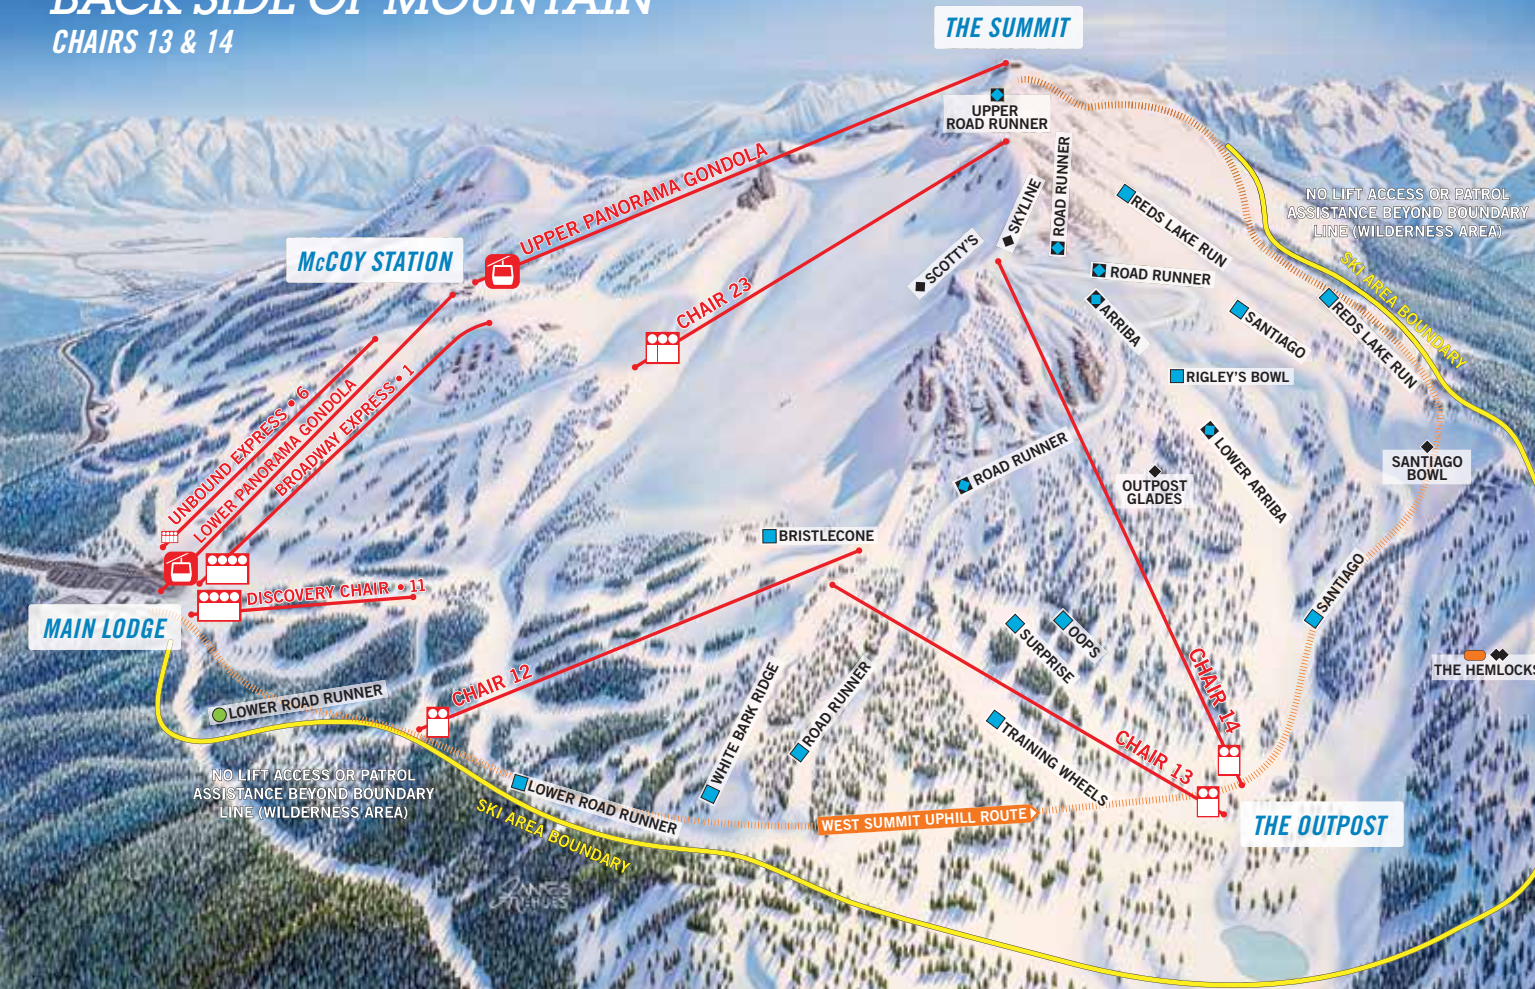 BACK SIDE OF MOUNTAIN
CHAIRS 13 & 14
THE SUMMIT
UPPER
ROAD RUNNER
UPPER PANORAMA GONDOLA
McCOY STATION
CHAIR 23
SCOTTY'S
SKYLINE
ROAD RUNNER
REDS LAKE RUN
NO LIFT ACCESS OR PATROL
ASSISTANCE BEYOND BOUNDARY
LINE (WILDERNESS AREA)
SKI AREA BOUNDARY
ROAD RUNNER
ARRIBA
SANTIAGO
REDS LAKE RUN
RIGLEY'S BOWL
UNBOUND EXPRESS • 6
LOWER PANORAMA GONDOLA
BROADWAY EXPRESS • 1
ROAD RUNNER
LOWER ARRIBA
OUTPOST
GLADES
SANTIAGO
BOWL
BRISTLECONE
DISCOVERY CHAIR • 11
MAIN LODGE
SANTIAGO
OOPS
SURPRISE
CHAIR 12
CHAIR 14
THE HEMLOCKS
LOWER ROAD RUNNER
WHITE BARK RIDGE
ROAD RUNNER
TRAINING WHEELS
CHAIR 13
NO LIFT ACCESS OR PATROL
ASSISTANCE BEYOND BOUNDARY
LINE (WILDERNESS AREA)
LOWER ROAD RUNNER
SKI AREA BOUNDARY
WEST SUMMIT UPHILL ROUTE
THE OUTPOST